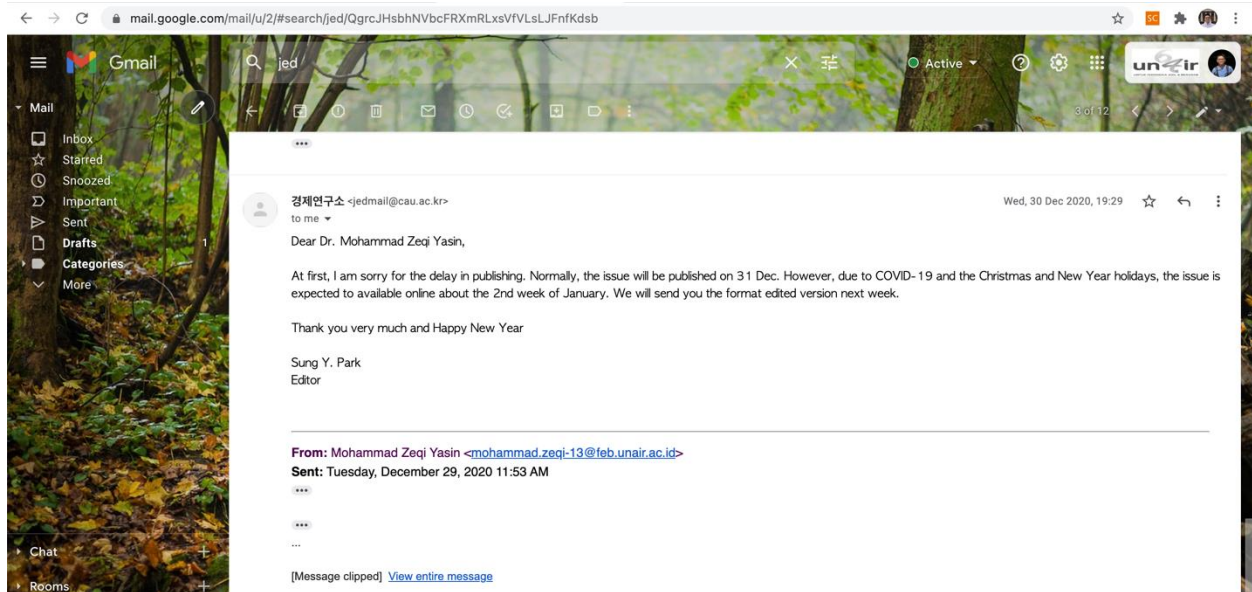 mail.google.com/mail/u/2/#search/jed/QgrcJHsbhNVbcFRXmRLxsVfVLsLJFnfKdsb
SC
Gmail
jed
Active
Mail
3 of 12
Inbox
Starred
Snoozed
Important
Sent
Drafts 1
Categories
More
경제연구소 <jedmail@cau.ac.kr>
Wed, 30 Dec 2020, 19:29
to me
Dear Dr. Mohammad Zeqi Yasin,
At first, I am sorry for the delay in publishing. Normally, the issue will be published on 31 Dec. However, due to COVID-19 and the Christmas and New Year holidays, the issue is
expected to available online about the 2nd week of January. We will send you the format edited version next week.
Thank you very much and Happy New Year
Sung Y. Park
Editor
From: Mohammad Zeqi Yasin <mohammad.zeqi-13@feb.unair.ac.id>
Sent: Tuesday, December 29, 2020 11:53 AM
...
[Message clipped] View entire message
Chat
Rooms